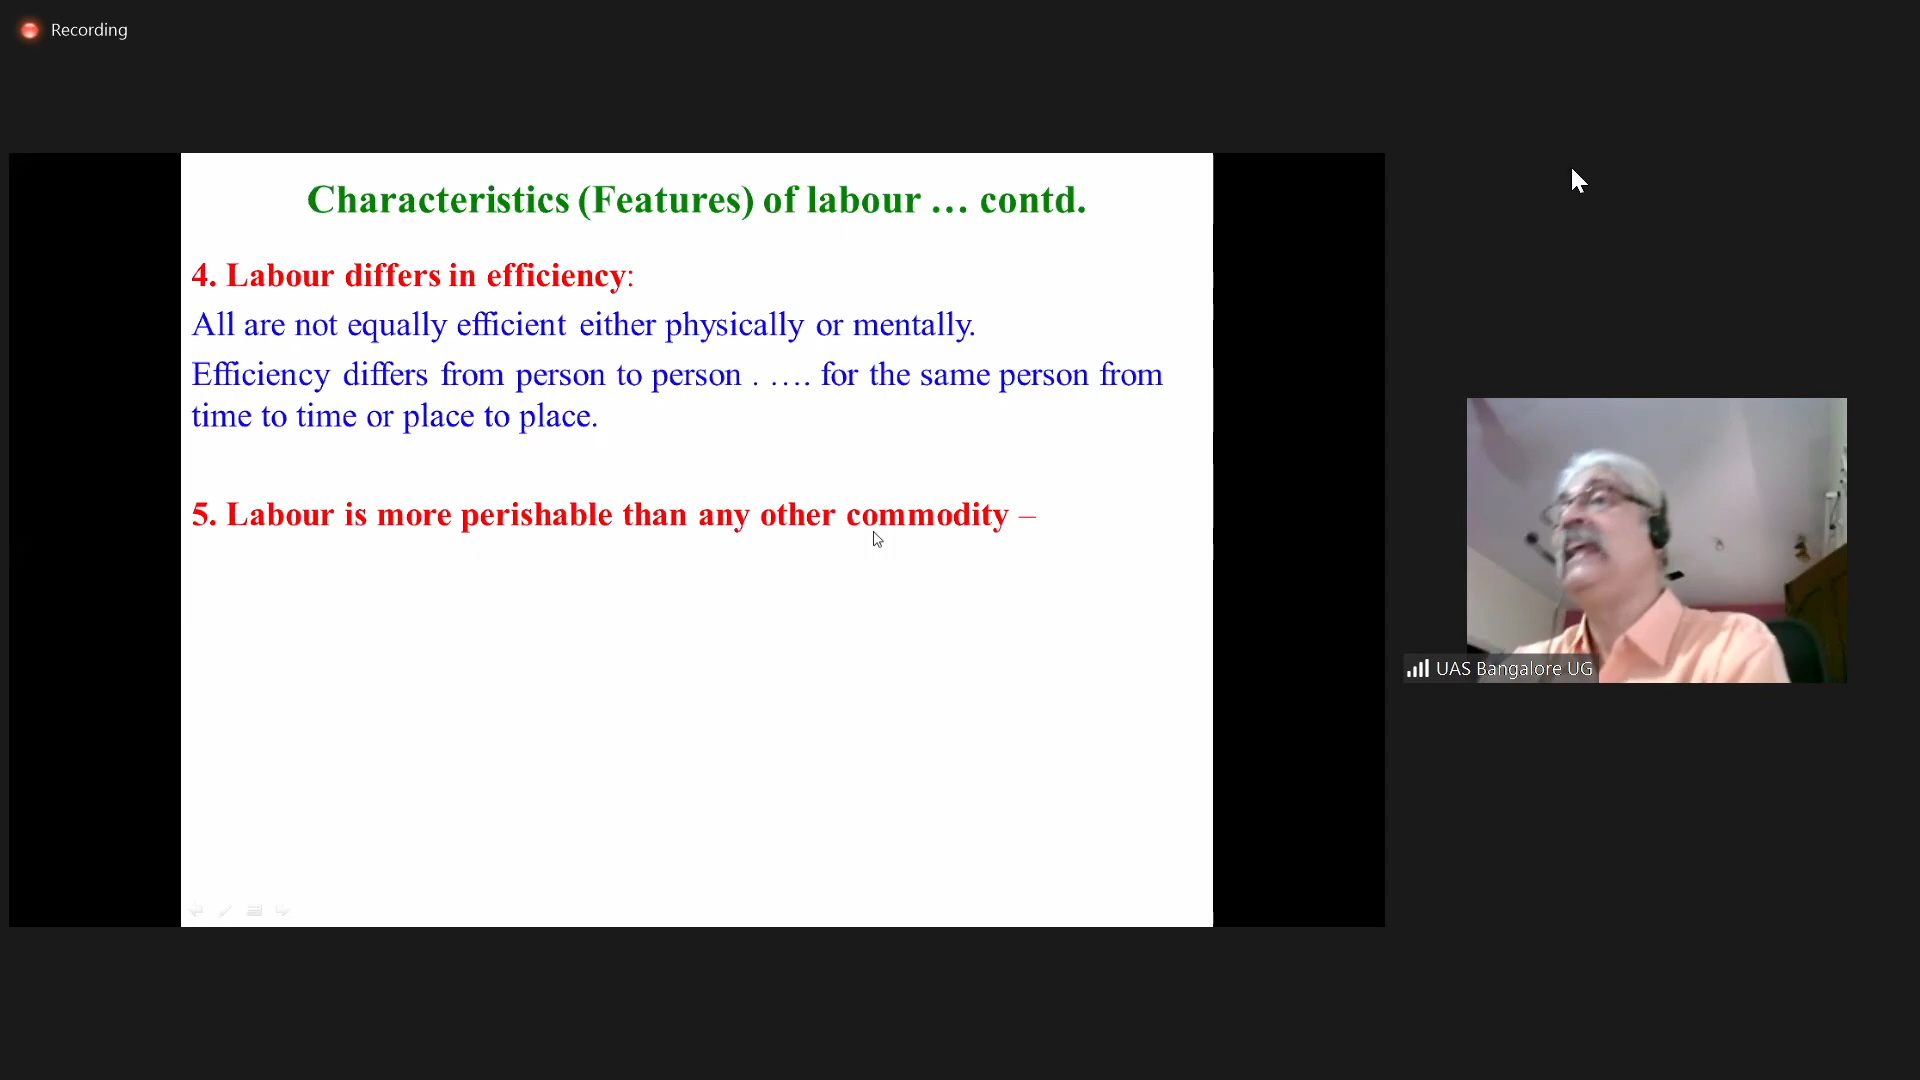 Recording
Characteristics (Features) of labour … contd.
4. Labour differs in efficiency:
All are not equally efficient either physically or mentally.
Efficiency differs from person to person . …. for the same person from
time to time or place to place.
5. Labour is more perishable than any other commodity –
UAS Bangalore UG